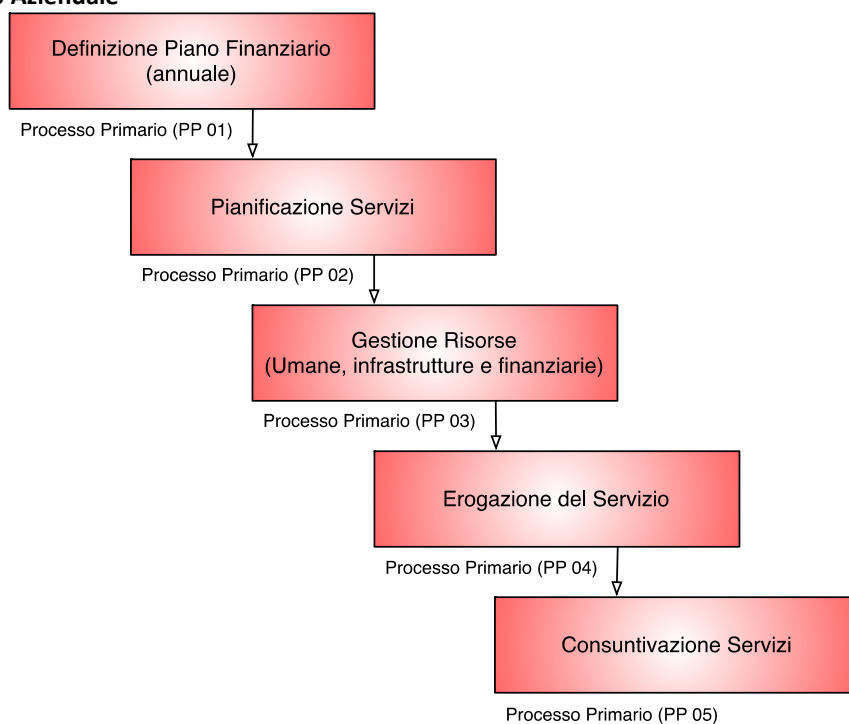 Aziendale
Definizione Piano Finanziario
(annuale)
Processo Primario (PP 01)
Pianificazione Servizi
Processo Primario (PP 02)
Gestione Risorse
(Umane, infrastrutture e finanziarie)
Processo Primario (PP 03)
Erogazione del Servizio
Processo Primario (PP 04)
Consuntivazione Servizi
Processo Primario (PP 05)